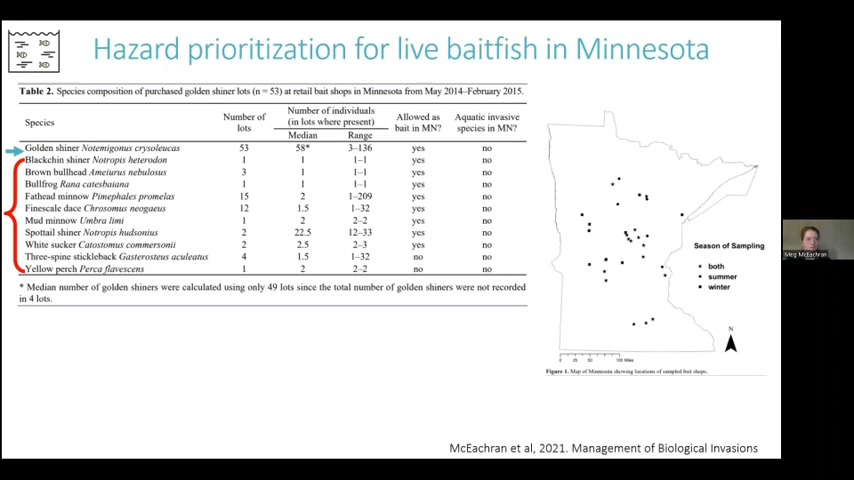 Hazard prioritization for live baitfish in Minnesota
Table 2. Species composition of purchased golden shiner lots (n = 53) at retail bait shops in Minnesota from May 2014–February 2015.
Species Number of lots Number of individuals (in lots where present) Allowed as bait in MN? Aquatic invasive species in MN?
Median Range
Golden shiner Notemigonus crysoleucas 53 58* 3–136 yes no
Blackchin shiner Notropis heterodon 1 1 1–1 yes no
Brown bullhead Ameiurus nebulosus 3 1 1–1 yes no
Bullfrog Rana catesbaiana 1 1 1–1 yes no
Fathead minnow Pimephales promelas 15 2 1–209 yes no
Finescale dace Chrosomus neogaeus 12 1.5 1–32 yes no
Mud minnow Umbra limi 1 2 2–2 yes no
Spottail shiner Notropis hudsonius 2 22.5 12–33 yes no
White sucker Catostomus commersonii 2 2.5 2–3 yes no
Three-spine stickleback Gasterosteus aculeatus 4 1.5 1–32 no no
Yellow perch Perca flavescens 1 2 2–2 no no
* Median number of golden shiners were calculated using only 49 lots since the total number of golden shiners were not recorded
in 4 lots.
Season of Sampling
both
summer
winter
N
0 25 50 100 Miles
Figure 1. Map of Minnesota showing locations of sampled bait shops.
McEachran et al, 2021. Management of Biological Invasions
Meg McEachran